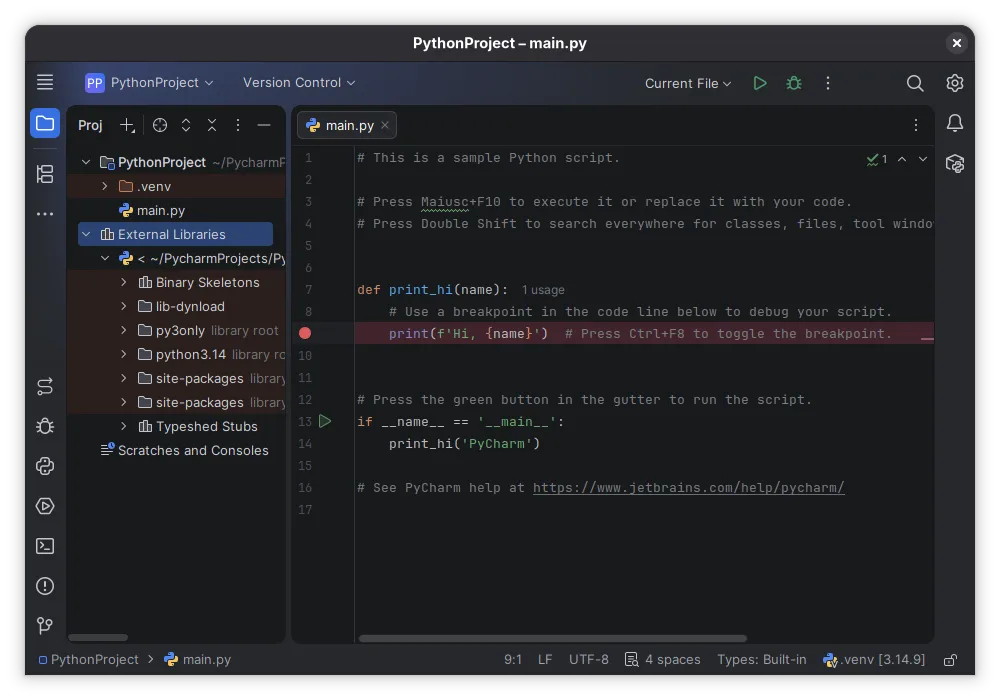 PythonProject – main.py
PP PythonProject Version Control Current File
Proj
main.py
PythonProject ~/PycharmP
.venv
main.py
External Libraries
< ~/PycharmProjects/Py
Binary Skeletons
lib-dynload
py3only library root
python3.14 library ro
site-packages library
site-packages library
Typeshed Stubs
Scratches and Consoles
1 # This is a sample Python script.
1
2
3 # Press Maiusc+F10 to execute it or replace it with your code.
4 # Press Double Shift to search everywhere for classes, files, tool windo
5
6
7 def print_hi(name): 1 usage
8 # Use a breakpoint in the code line below to debug your script.
print(f'Hi, {name}') # Press Ctrl+F8 to toggle the breakpoint.
10
11
12 # Press the green button in the gutter to run the script.
13 if __name__ == '__main__':
14 print_hi('PyCharm')
15
16 # See PyCharm help at https://www.jetbrains.com/help/pycharm/
17
PythonProject > main.py 9:1 LF UTF-8 4 spaces Types: Built-in .venv [3.14.9]